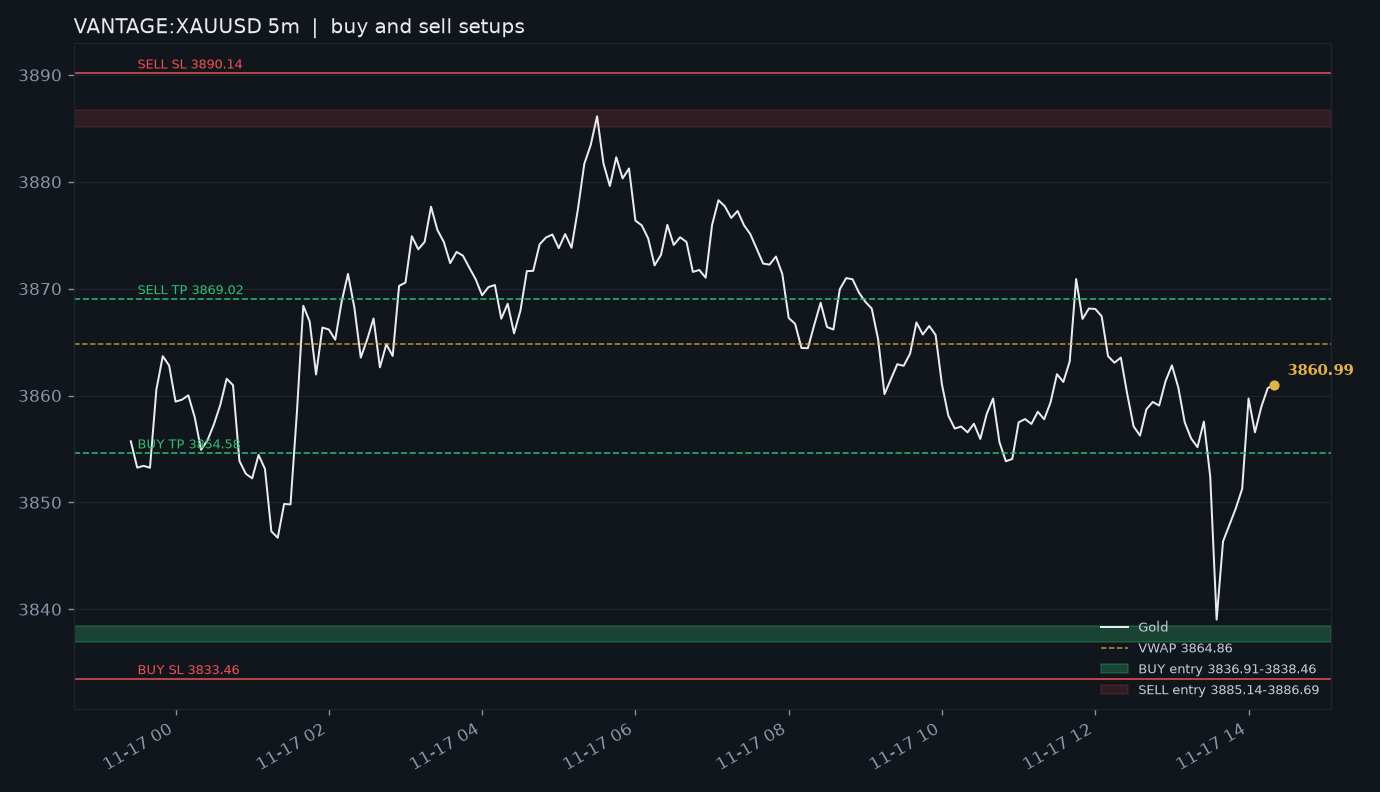 VANTAGE:XAUUSD 5m | buy and sell setups
3890
3880
3870
3860
3850
3840
SELL SL 3890.14
SELL TP 3869.02
3860.99
BUY TP 3854.58
BUY SL 3833.46
Gold
VWAP 3864.86
BUY entry 3836.91-3838.46
SELL entry 3885.14-3886.69
11-17 00
11-17 02
11-17 04
11-17 06
11-17 08
11-17 10
11-17 12
11-17 14